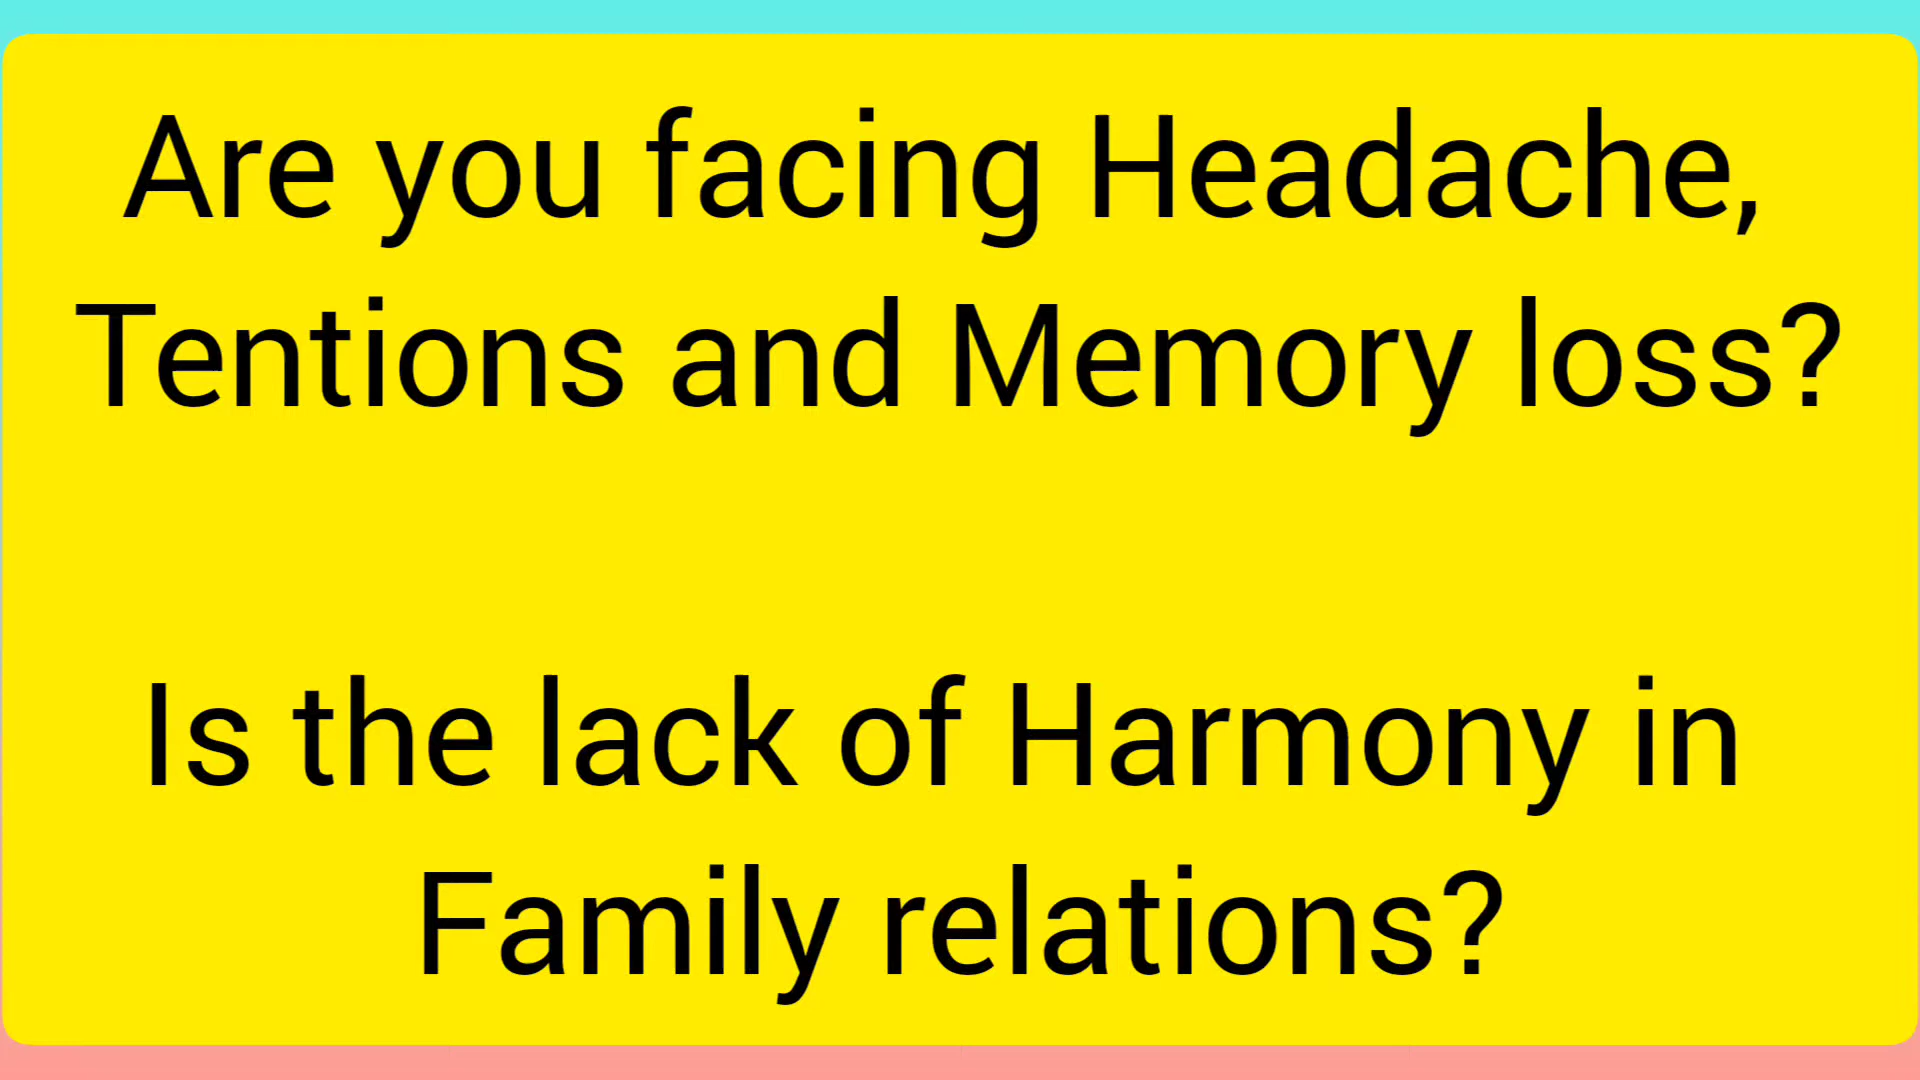 Are you facing Headache,
Tentions and Memory loss?
Is the lack of Harmony in
Family relations?